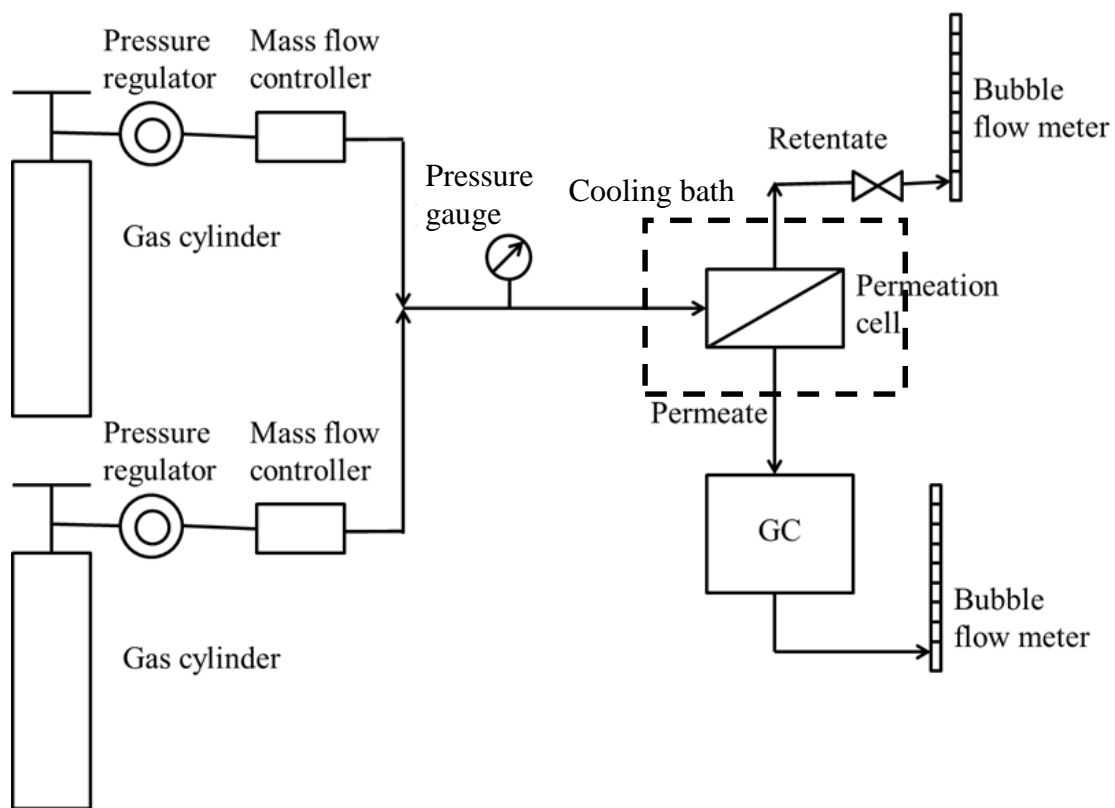 Pressure
regulator
Mass flow
controller
Gas cylinder
Pressure
gauge
Cooling bath
Retentate
Bubble
flow meter
Permeation
cell
Permeate
Pressure
regulator
Mass flow
controller
Gas cylinder
GC
Bubble
flow meter